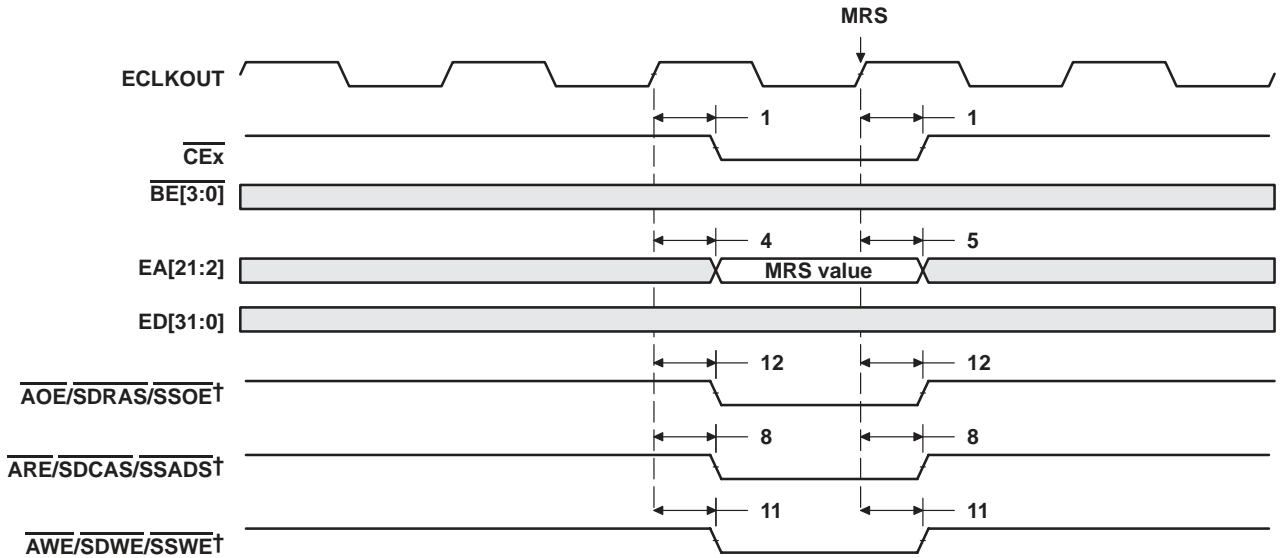 MRS
ECLKOUT
1 1
CEx
BE[3:0]
4 5
EA[21:2] MRS value
ED[31:0]
12 12
AOE/SDRAS/SSOE†
8 8
ARE/SDCAS/SSADS†
11 11
AWE/SDWE/SSWE†